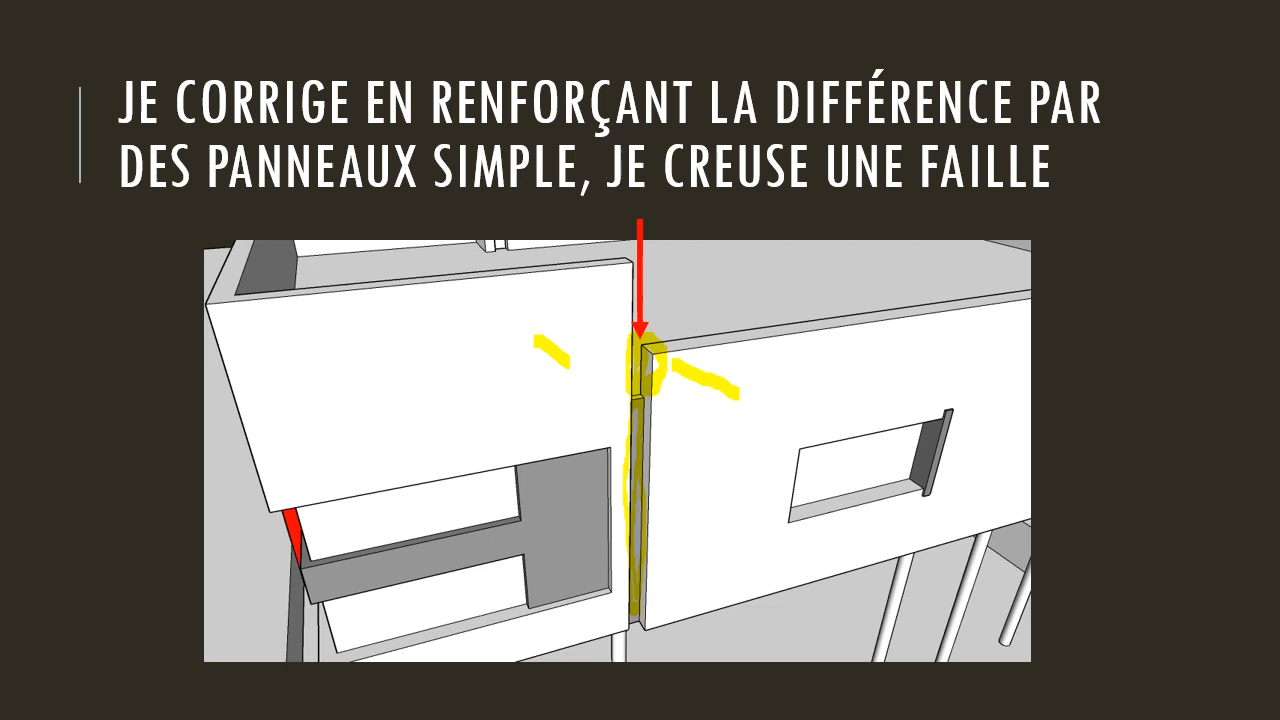 JE CORRIGE EN RENFORÇANT LA DIFFÉRENCE PAR
DES PANNEAUX SIMPLE, JE CREUSE UNE FAILLE